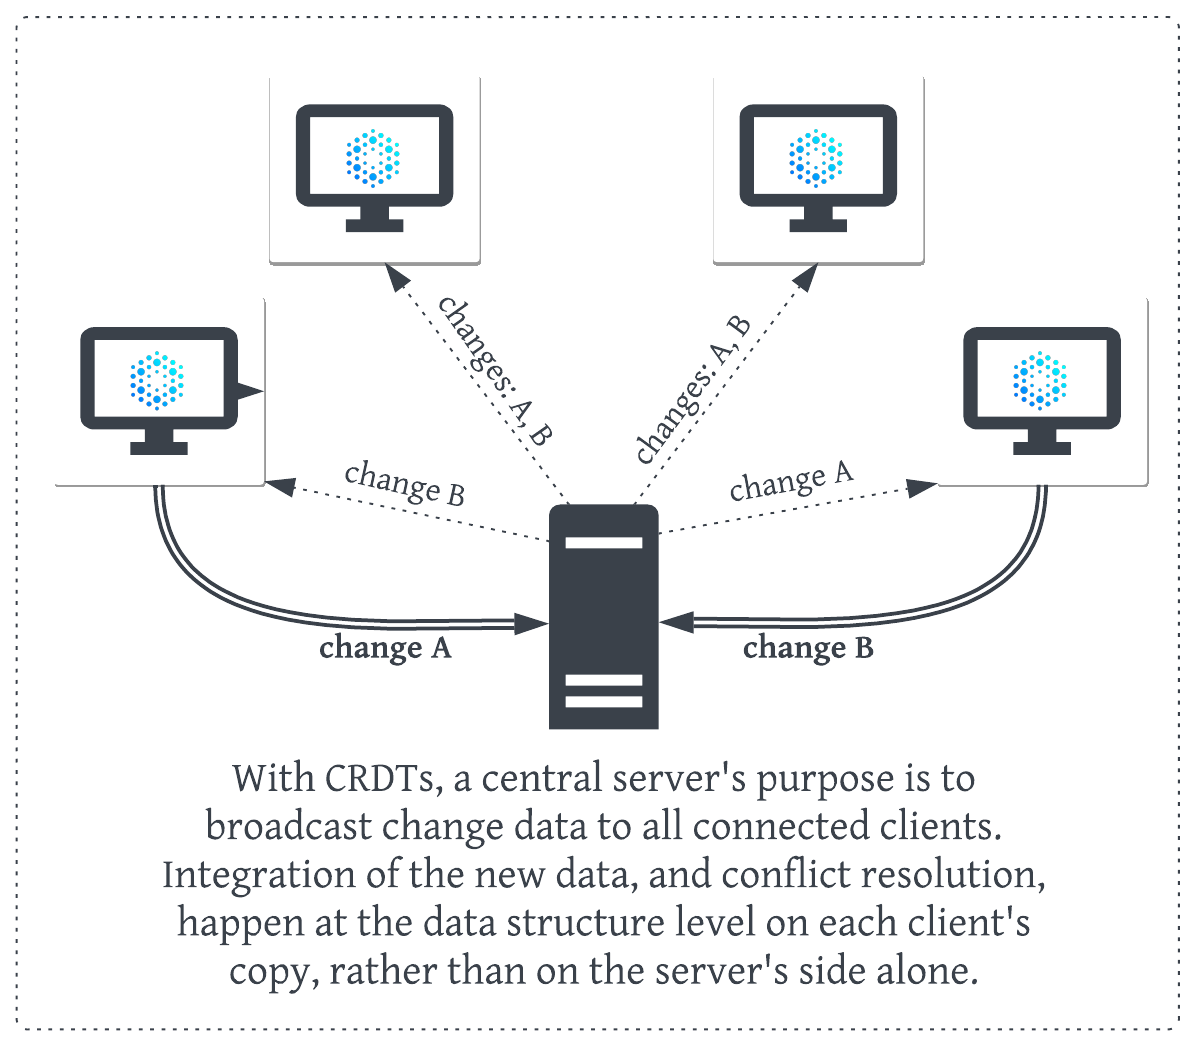 changes: A, B
changes: A, B
change B
change A
change A
change B
With CRDTs, a central server's purpose is to
broadcast change data to all connected clients.
Integration of the new data, and conflict resolution,
happen at the data structure level on each client's
copy, rather than on the server's side alone.